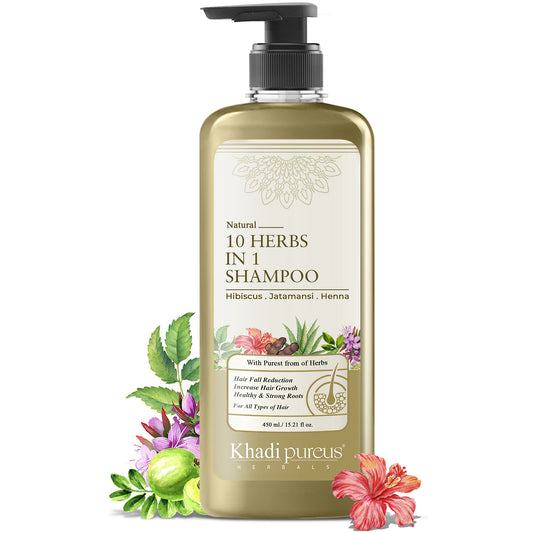 Natural
10 HERBS
IN 1
SHAMPOO
Hibiscus . Jatamansi . Henna
With Purest from of Herbs
Hair Fall Reduction
Increase Hair Growth
Healthy & Strong Roots
For All Types of Hair
450 ml / 15.21 fl. oz.
Khadi pureus®
HERBALS